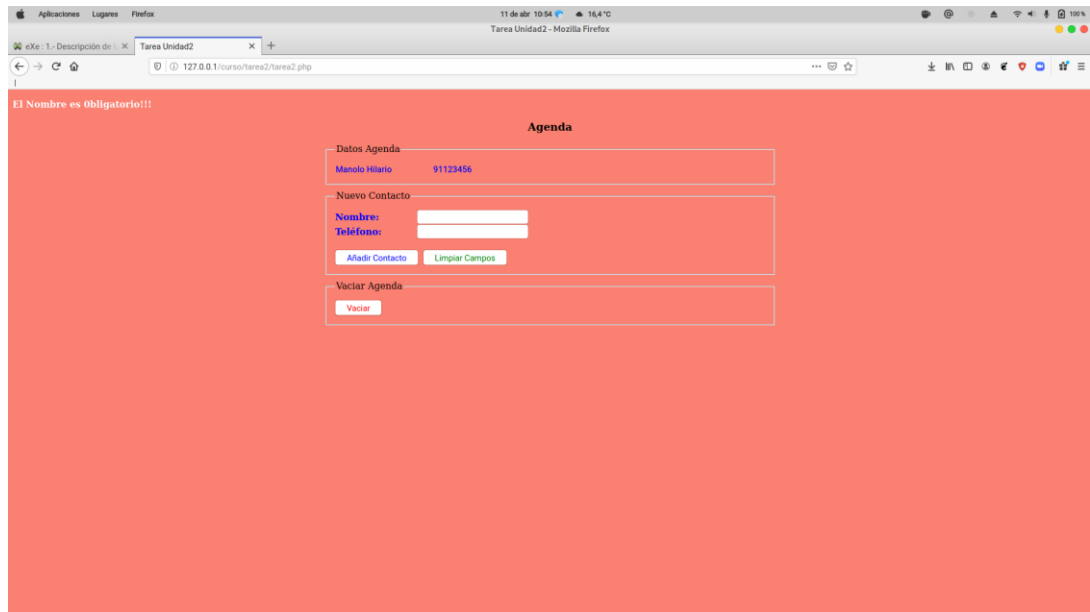 Aplicaciones Lugares Firefox 11 de abr 10:54 16,4 °C 100 %
Tarea Unidad2 - Mozilla Firefox
eXe : 1.- Descripción de Tarea Unidad2
127.0.0.1/curso/tarea2/tarea2.php
El Nombre es 0bligatorio!!!
Agenda
Datos Agenda
Manolo Hilario 91123456
Nuevo Contacto
Nombre:
Teléfono:
Añadir Contacto Limpiar Campos
Vaciar Agenda
Vaciar